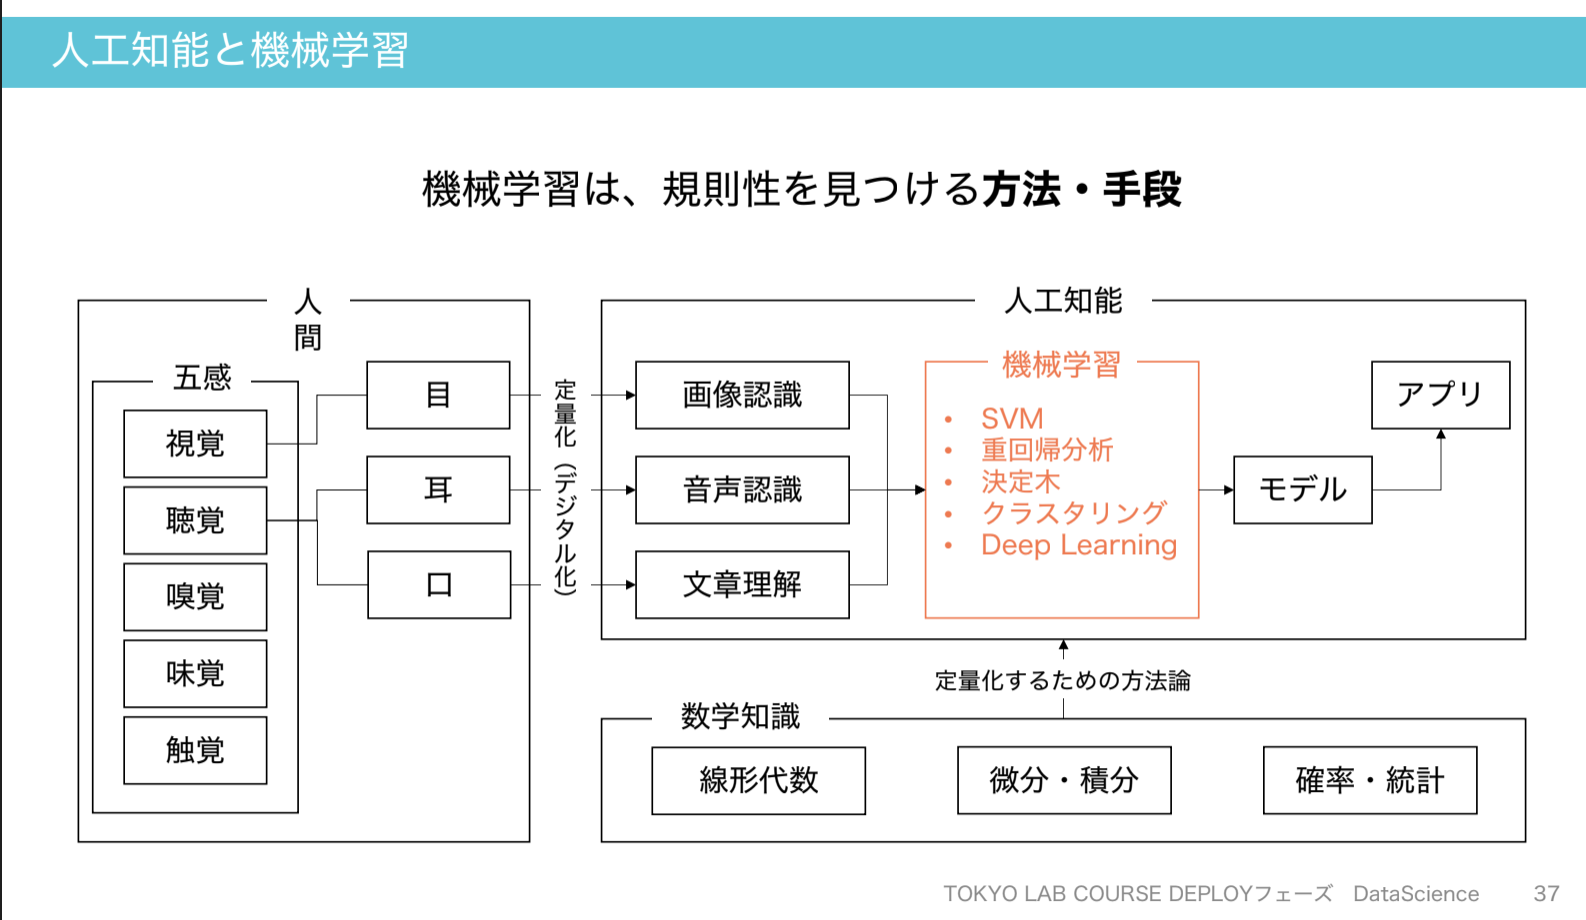 人工知能と機械学習
機械学習は、規則性を見つける方法・手段
人
間
五感
視覚
聴覚
嗅覚
味覚
触覚
目
耳
口
定量化（デジタル化）
人工知能
画像認識
音声認識
文章理解
機械学習
• SVM
• 重回帰分析
• 決定木
• クラスタリング
• Deep Learning
モデル
アプリ
定量化するための方法論
数学知識
線形代数
微分・積分
確率・統計
TOKYO LAB COURSE DEPLOYフェーズ DataScience 37